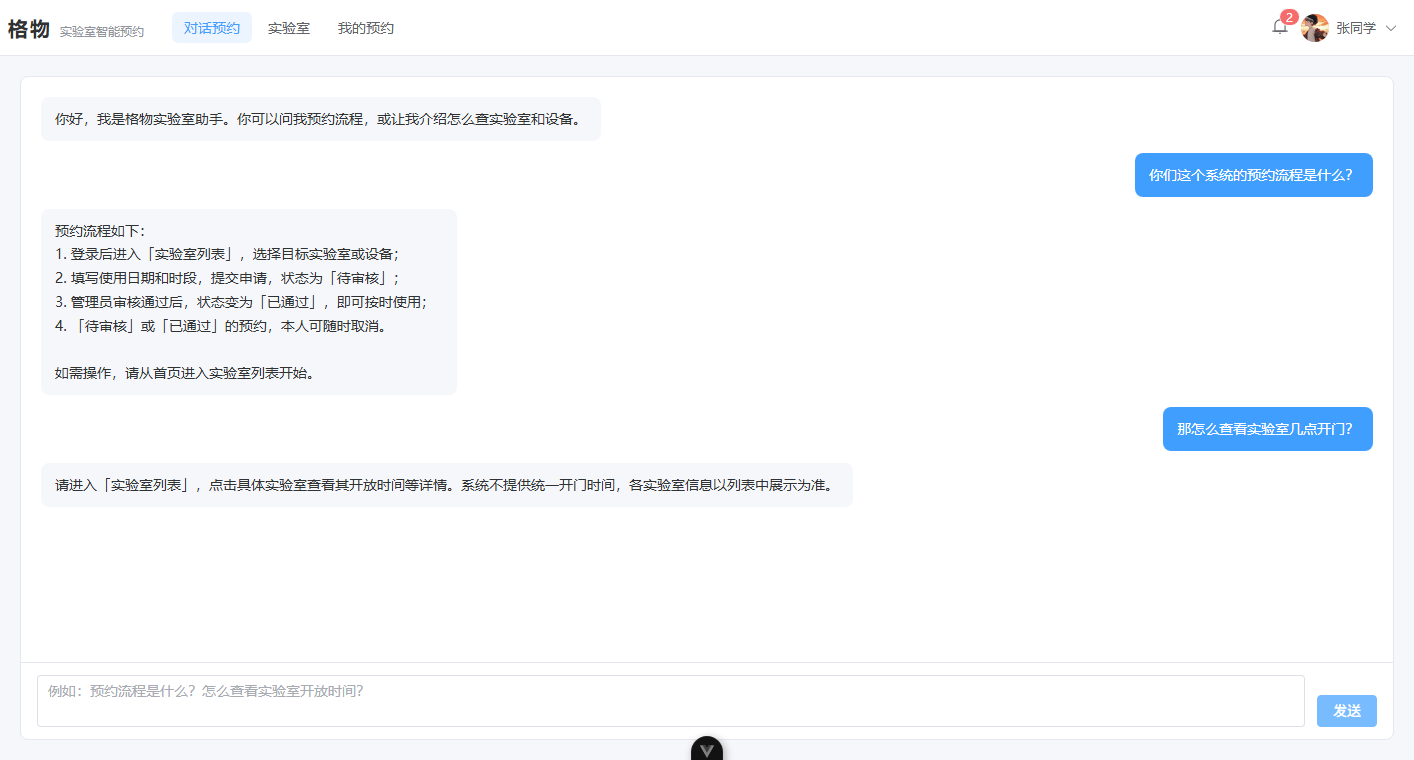 格物 实验室智能预约 对话预约 实验室 我的预约 2 张同学
你好，我是格物实验室助手。你可以问我预约流程，或让我介绍怎么查实验室和设备。
你们这个系统的预约流程是什么？
预约流程如下：
1. 登录后进入「实验室列表」，选择目标实验室或设备；
2. 填写使用日期和时段，提交申请，状态为「待审核」；
3. 管理员审核通过后，状态变为「已通过」，即可按时使用；
4. 「待审核」或「已通过」的预约，本人可随时取消。
如需操作，请从首页进入实验室列表开始。
那怎么查看实验室几点开门？
请进入「实验室列表」，点击具体实验室查看其开放时间等详情。系统不提供统一开门时间，各实验室信息以列表中展示为准。
例如：预约流程是什么？怎么查看实验室开放时间？
发送